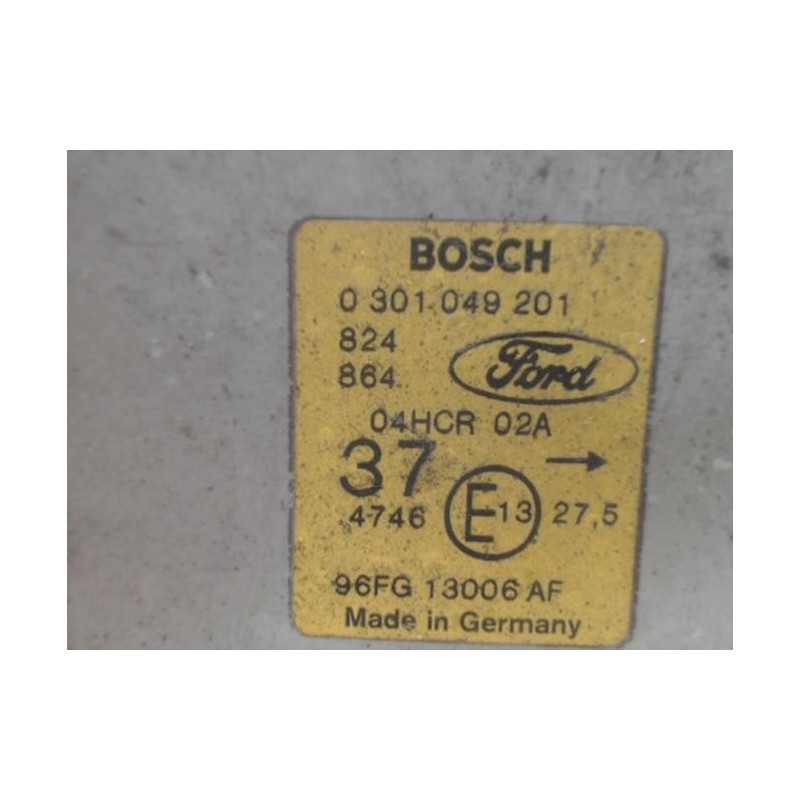 BOSCH
0 301 049 201
824
864
Ford
04HCR 02A
37 →
4746 E13 27,5
96FG 13006 AF
Made in Germany